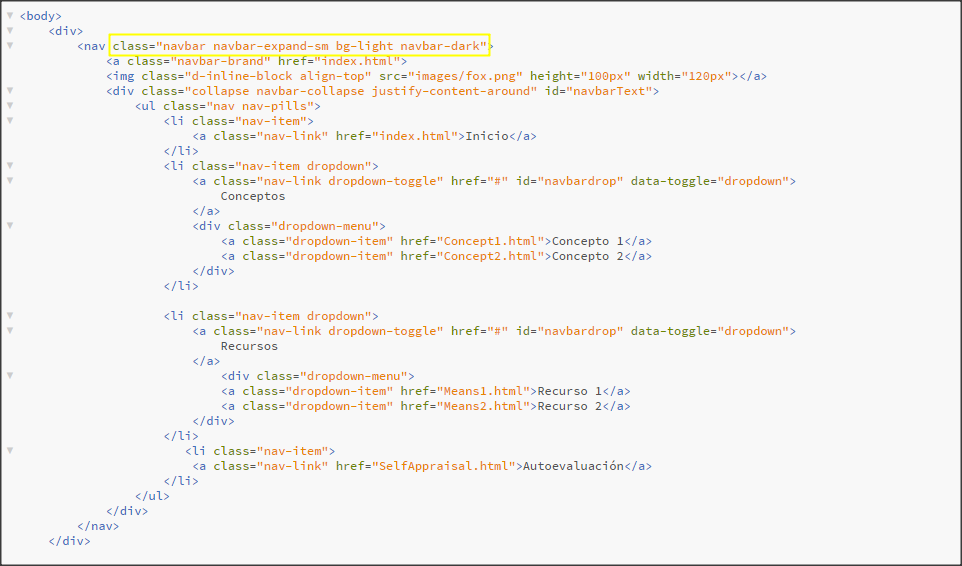 <body>
<div>
<nav class="navbar navbar-expand-sm bg-light navbar-dark">
<a class="navbar-brand" href="index.html">
<img class="d-inline-block align-top" src="images/fox.png" height="100px" width="120px"></a>
<div class="collapse navbar-collapse justify-content-around" id="navbarText">
<ul class="nav nav-pills">
<li class="nav-item">
<a class="nav-link" href="index.html">Inicio</a>
</li>
<li class="nav-item dropdown">
<a class="nav-link dropdown-toggle" href="#" id="navbardrop" data-toggle="dropdown">
Conceptos
</a>
<div class="dropdown-menu">
<a class="dropdown-item" href="Concept1.html">Concepto 1</a>
<a class="dropdown-item" href="Concept2.html">Concepto 2</a>
</div>
</li>
<li class="nav-item dropdown">
<a class="nav-link dropdown-toggle" href="#" id="navbardrop" data-toggle="dropdown">
Recursos
</a>
<div class="dropdown-menu">
<a class="dropdown-item" href="Means1.html">Recurso 1</a>
<a class="dropdown-item" href="Means2.html">Recurso 2</a>
</div>
</li>
<li class="nav-item">
<a class="nav-link" href="SelfAppraisal.html">Autoevaluación</a>
</li>
</ul>
</div>
</nav>
</div>